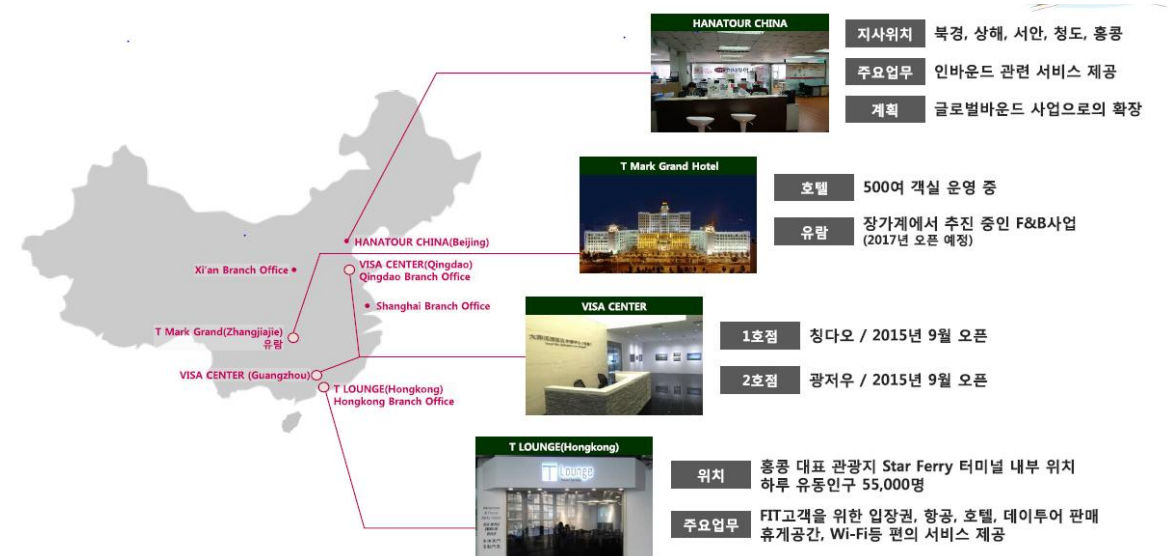 HANATOUR CHINA
지사위치 북경, 상해, 서안, 청도, 홍콩
주요업무 인바운드 관련 서비스 제공
계획 글로벌바운드 사업으로의 확장
T Mark Grand Hotel
호텔 500여 객실 운영 중
유람 장가계에서 추진 중인 F&B사업
(2017년 오픈 예정)
HANATOUR CHINA(Beijing)
VISA CENTER(Qingdao)
Qingdao Branch Office
Xi'an Branch Office
Shanghai Branch Office
T Mark Grand(Zhangjiajie)
유람
VISA CENTER (Guangzhou)
T LOUNGE(Hongkong)
Hongkong Branch Office
VISA CENTER
1호점 칭다오 / 2015년 9월 오픈
2호점 광저우 / 2015년 9월 오픈
T LOUNGE(Hongkong)
T Lounge
위치 홍콩 대표 관광지 Star Ferry 터미널 내부 위치
하루 유동인구 55,000명
주요업무 FIT고객을 위한 입장권, 항공, 호텔, 데이투어 판매
휴게공간, Wi-Fi등 편의 서비스 제공